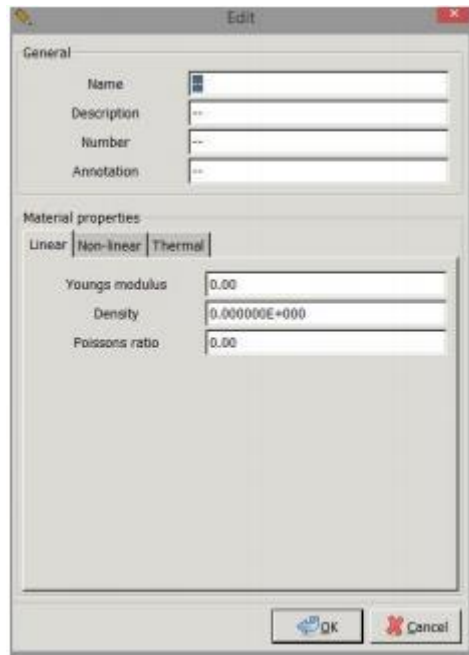 Edit
General
Name --
Description --
Number --
Annotation --
Material properties
Linear Non-linear Thermal
Youngs modulus 0.00
Density 0.000000E+000
Poissons ratio 0.00
OK Cancel